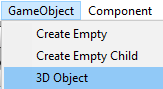 GameObject Component
Create Empty
Create Empty Child
3D Object